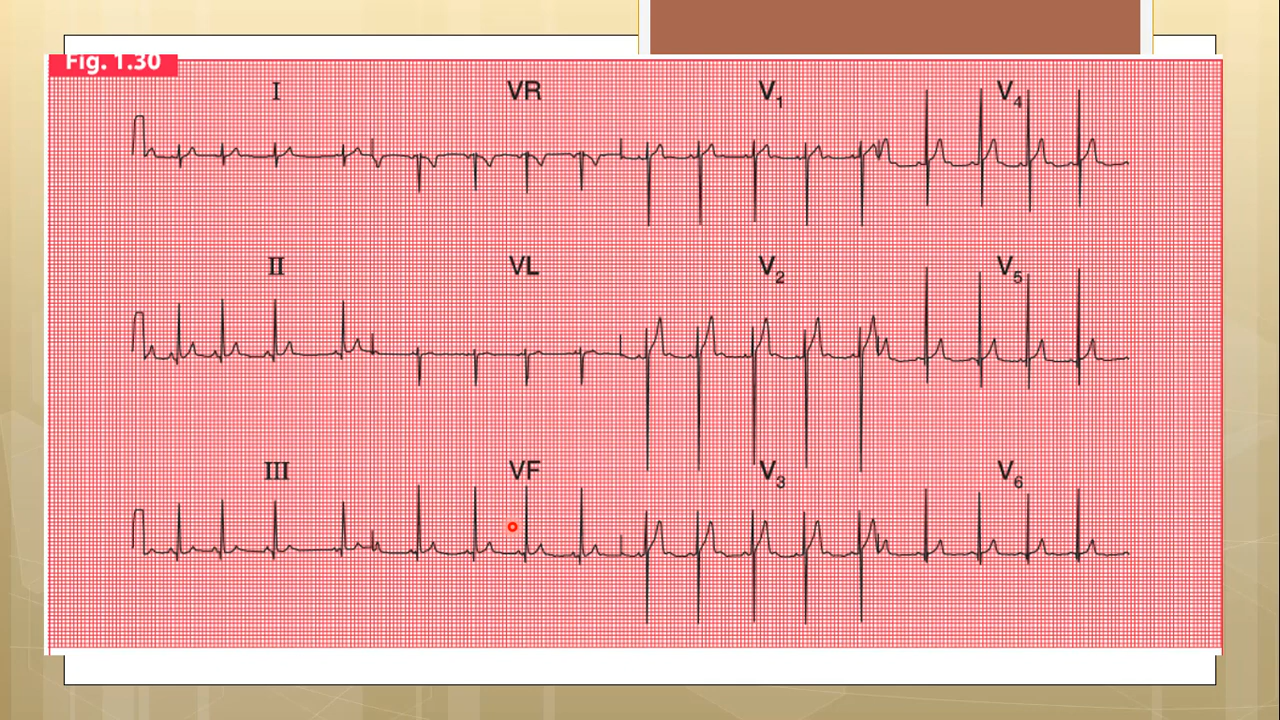 Fig. 1.30
I VR V₁ V₄
II VL V₂ V₅
III VF V₃ V₆